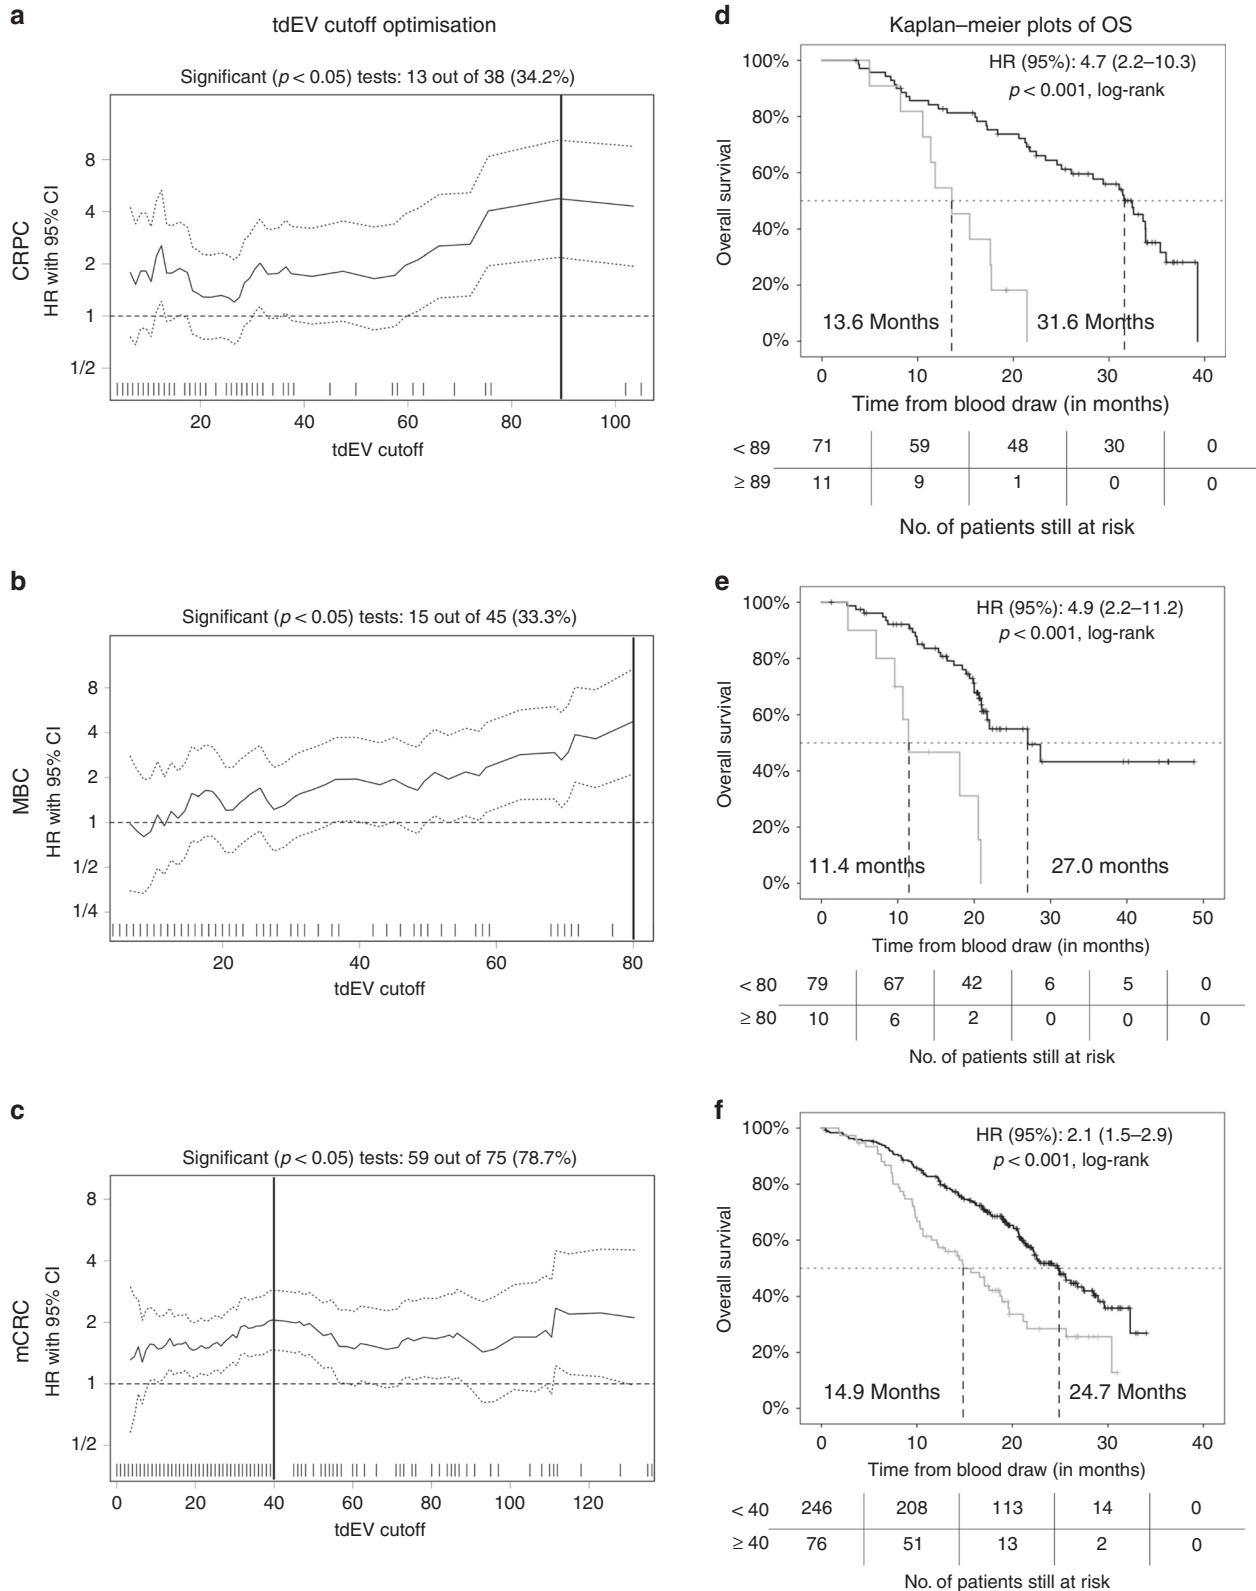 a
tdEV cutoff optimisation
Significant (p < 0.05) tests: 13 out of 38 (34.2%)
CRPC
HR with 95% CI
8
4
2
1
1/2
20 40 60 80 100
tdEV cutoff
d
Kaplan–meier plots of OS
HR (95%): 4.7 (2.2–10.3)
p < 0.001, log-rank
Overall survival
100%
80%
60%
40%
20%
0%
13.6 Months 31.6 Months
0 10 20 30 40
Time from blood draw (in months)
< 89 71 59 48 30 0
≥ 89 11 9 1 0 0
No. of patients still at risk
b
Significant (p < 0.05) tests: 15 out of 45 (33.3%)
MBC
HR with 95% CI
8
4
2
1
1/2
1/4
20 40 60 80
tdEV cutoff
e
HR (95%): 4.9 (2.2–11.2)
p < 0.001, log-rank
Overall survival
100%
80%
60%
40%
20%
0%
11.4 months 27.0 months
0 10 20 30 40 50
Time from blood draw (in months)
< 80 79 67 42 6 5 0
≥ 80 10 6 2 0 0 0
No. of patients still at risk
c
Significant (p < 0.05) tests: 59 out of 75 (78.7%)
mCRC
HR with 95% CI
8
4
2
1
1/2
0 20 40 60 80 100 120
tdEV cutoff
f
HR (95%): 2.1 (1.5–2.9)
p < 0.001, log-rank
Overall survival
100%
80%
60%
40%
20%
0%
14.9 Months 24.7 Months
0 10 20 30 40
Time from blood draw (in months)
< 40 246 208 113 14 0
≥ 40 76 51 13 2 0
No. of patients still at risk